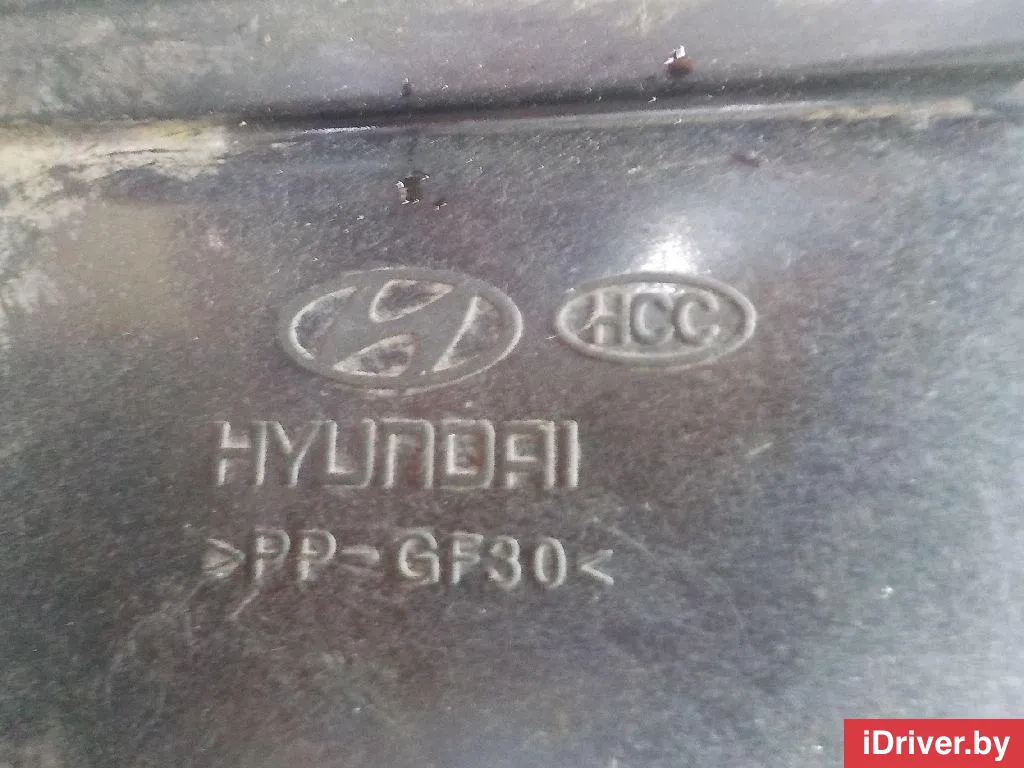 HCC
HYUNDAI
>PP-GF30<
iDriver.by